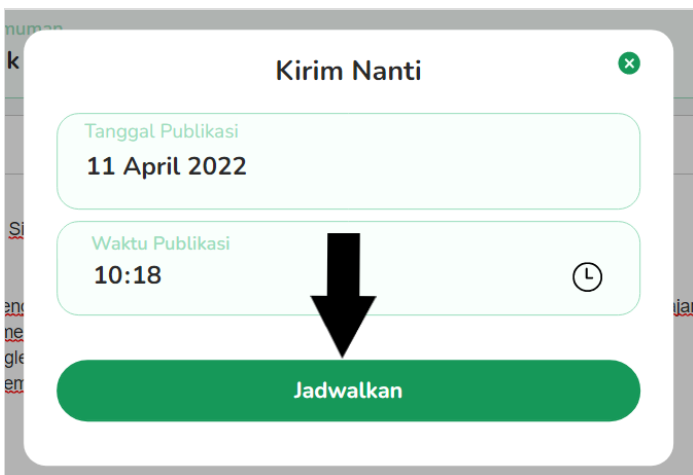 Kirim Nanti
Tanggal Publikasi
11 April 2022
Waktu Publikasi
10:18
Jadwalkan